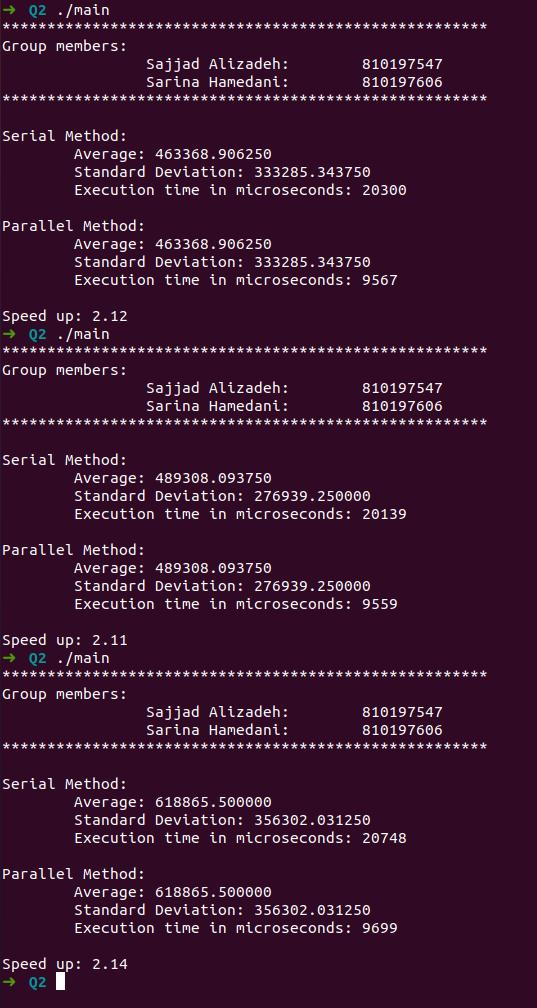 ➜  Q2 ./main
******************************************************
Group members:
                Sajjad Alizadeh:        810197547
                Sarina Hamedani:        810197606
******************************************************

Serial Method:
        Average: 463368.906250
        Standard Deviation: 333285.343750
        Execution time in microseconds: 20300

Parallel Method:
        Average: 463368.906250
        Standard Deviation: 333285.343750
        Execution time in microseconds: 9567

Speed up: 2.12
➜  Q2 ./main
******************************************************
Group members:
                Sajjad Alizadeh:        810197547
                Sarina Hamedani:        810197606
******************************************************

Serial Method:
        Average: 489308.093750
        Standard Deviation: 276939.250000
        Execution time in microseconds: 20139

Parallel Method:
        Average: 489308.093750
        Standard Deviation: 276939.250000
        Execution time in microseconds: 9559

Speed up: 2.11
➜  Q2 ./main
******************************************************
Group members:
                Sajjad Alizadeh:        810197547
                Sarina Hamedani:        810197606
******************************************************

Serial Method:
        Average: 618865.500000
        Standard Deviation: 356302.031250
        Execution time in microseconds: 20748

Parallel Method:
        Average: 618865.500000
        Standard Deviation: 356302.031250
        Execution time in microseconds: 9699

Speed up: 2.14
➜  Q2